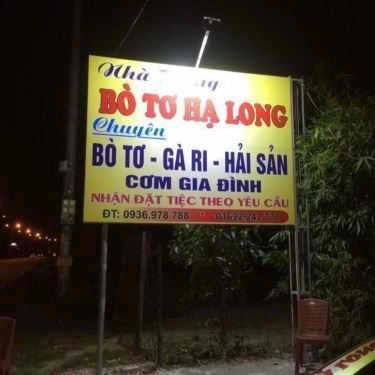 Nhà
BÒ TƠ HẠ LONG
Chuyên
BÒ TƠ - GÀ RI - HẢI SẢN
CƠM GIA ĐÌNH
NHẬN ĐẶT TIỆC THEO YÊU CẦU
ĐT: 0936.978.788